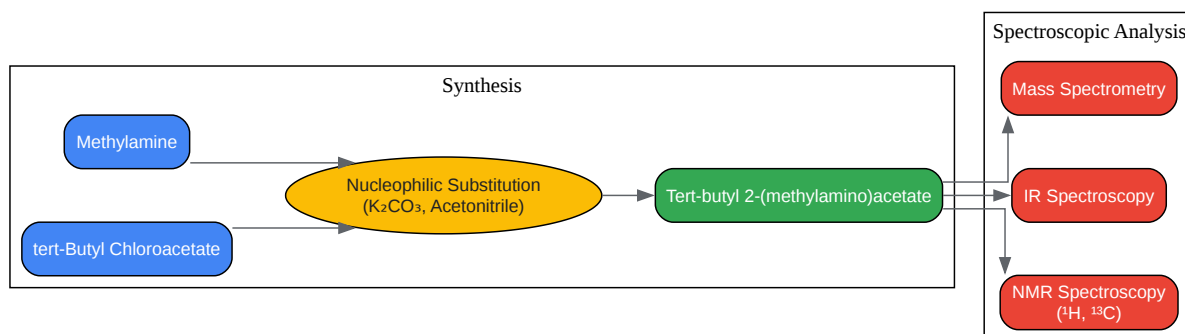 Synthesis
Methylamine
tert-Butyl Chloroacetate
Nucleophilic Substitution
(K₂CO₃, Acetonitrile)
Tert-butyl 2-(methylamino)acetate
Spectroscopic Analysis
Mass Spectrometry
IR Spectroscopy
NMR Spectroscopy
(¹H, ¹³C)